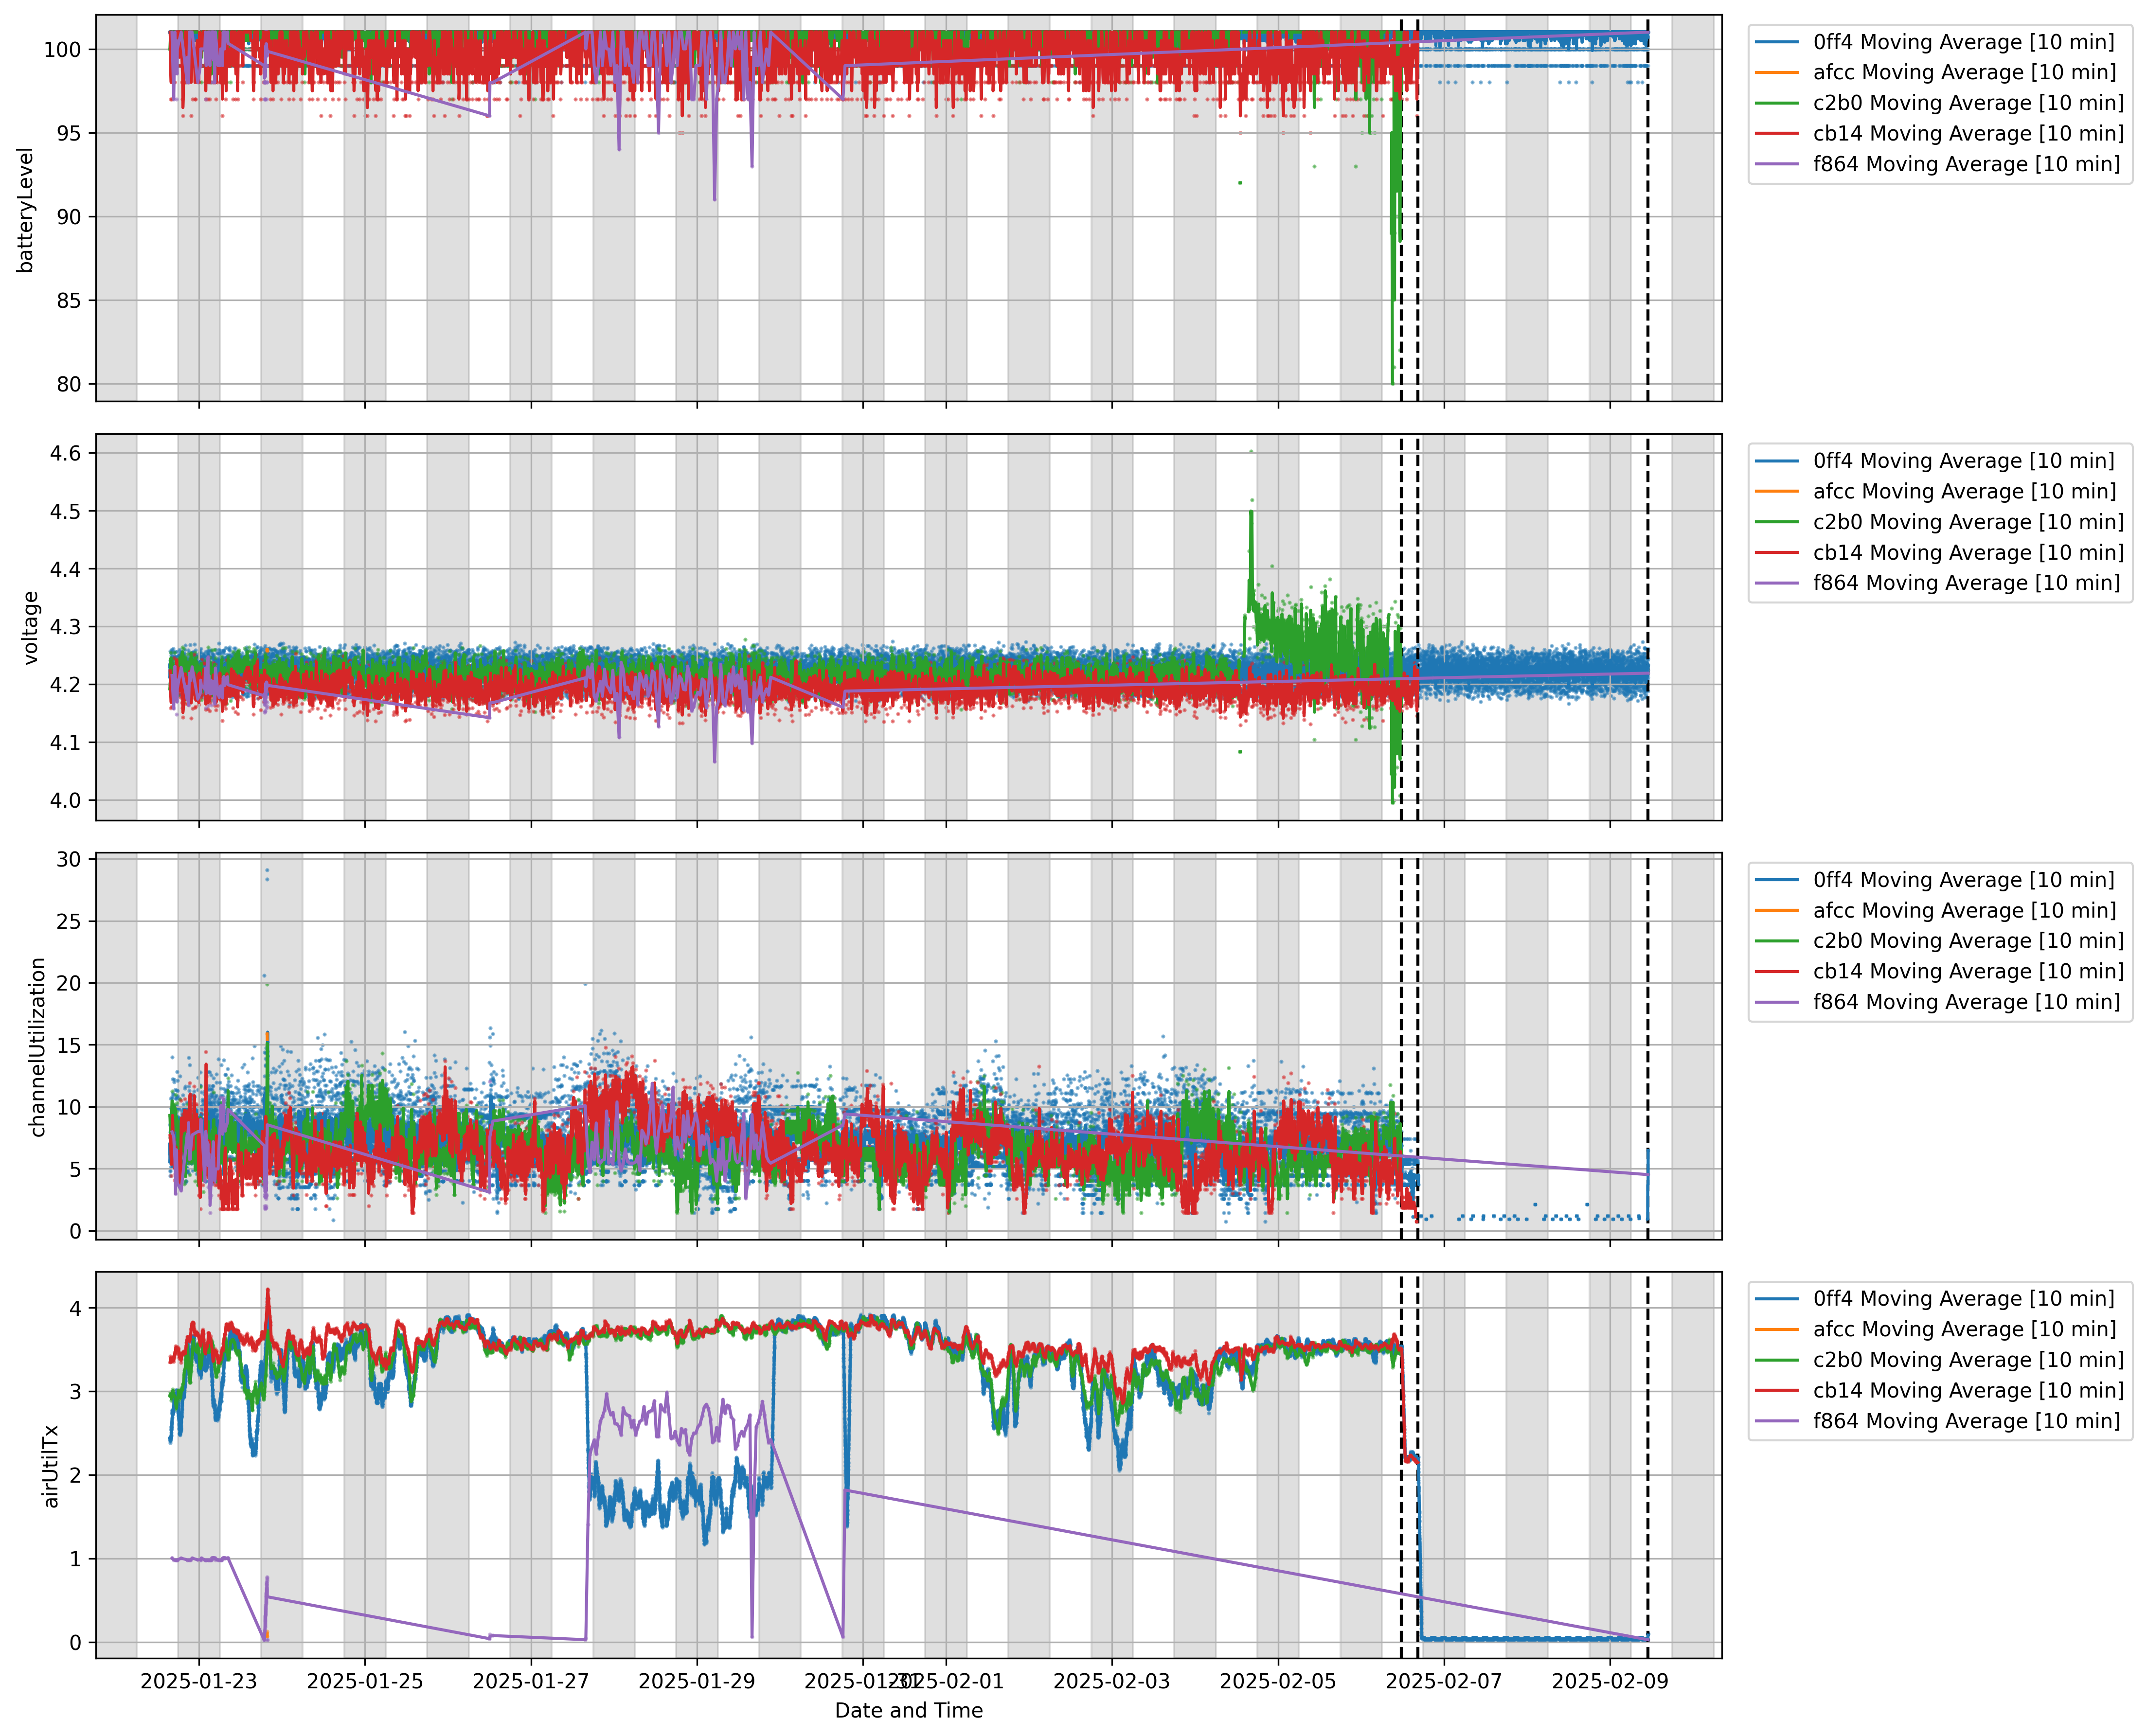 100
95
90
85
80
batteryLevel
0ff4 Moving Average [10 min]
afcc Moving Average [10 min]
c2b0 Moving Average [10 min]
cb14 Moving Average [10 min]
f864 Moving Average [10 min]
4.6
4.5
4.4
4.3
4.2
4.1
4.0
voltage
0ff4 Moving Average [10 min]
afcc Moving Average [10 min]
c2b0 Moving Average [10 min]
cb14 Moving Average [10 min]
f864 Moving Average [10 min]
30
25
20
15
10
5
0
channelUtilization
0ff4 Moving Average [10 min]
afcc Moving Average [10 min]
c2b0 Moving Average [10 min]
cb14 Moving Average [10 min]
f864 Moving Average [10 min]
4
3
2
1
0
airUtilTx
0ff4 Moving Average [10 min]
afcc Moving Average [10 min]
c2b0 Moving Average [10 min]
cb14 Moving Average [10 min]
f864 Moving Average [10 min]
2025-01-23 2025-01-25 2025-01-27 2025-01-29 2025-01-31 2025-02-01 2025-02-03 2025-02-05 2025-02-07 2025-02-09
Date and Time